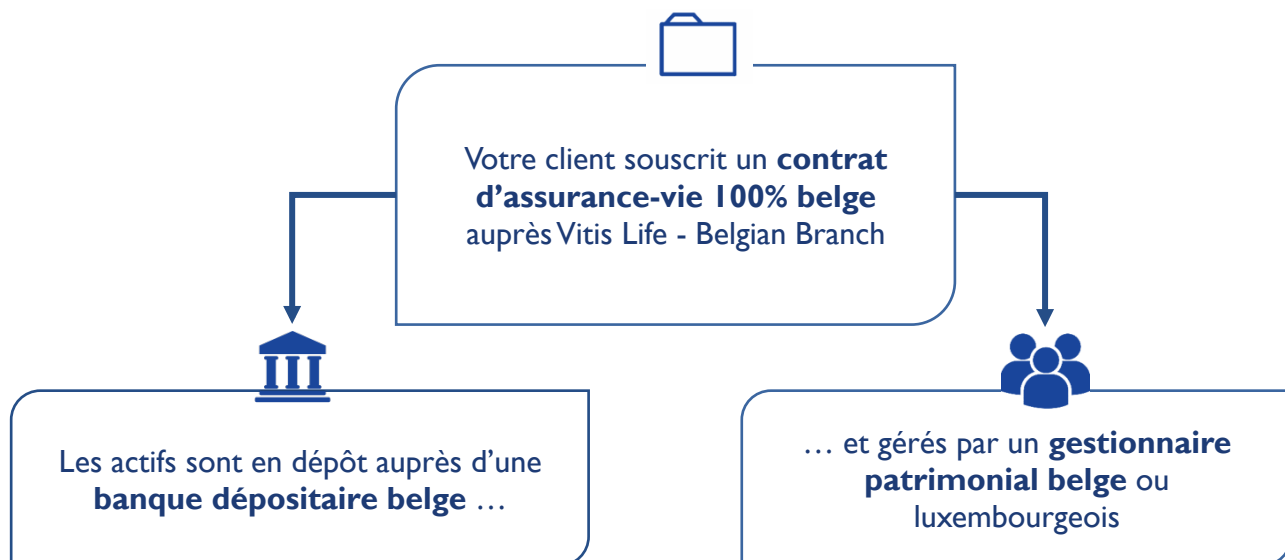 Votre client souscrit un contrat
d’assurance-vie 100% belge
auprès Vitis Life - Belgian Branch
Les actifs sont en dépôt auprès d’une
banque dépositaire belge …
… et gérés par un gestionnaire
patrimonial belge ou
luxembourgeois